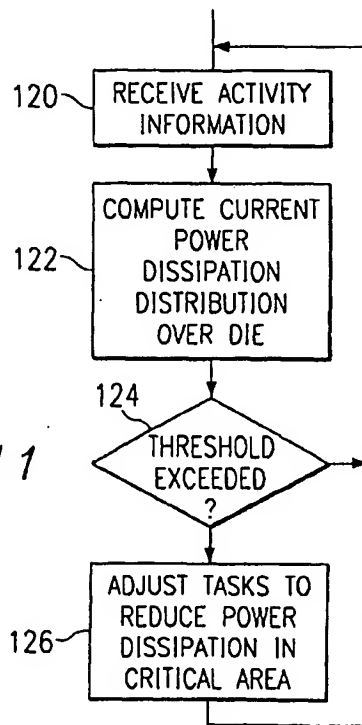 120
RECEIVE ACTIVITY
INFORMATION
122
COMPUTE CURRENT
POWER
DISSIPATION
DISTRIBUTION
OVER DIE
124
THRESHOLD
EXCEEDED
?
1
126
ADJUST TASKS TO
REDUCE POWER
DISSIPATION IN
CRITICAL AREA